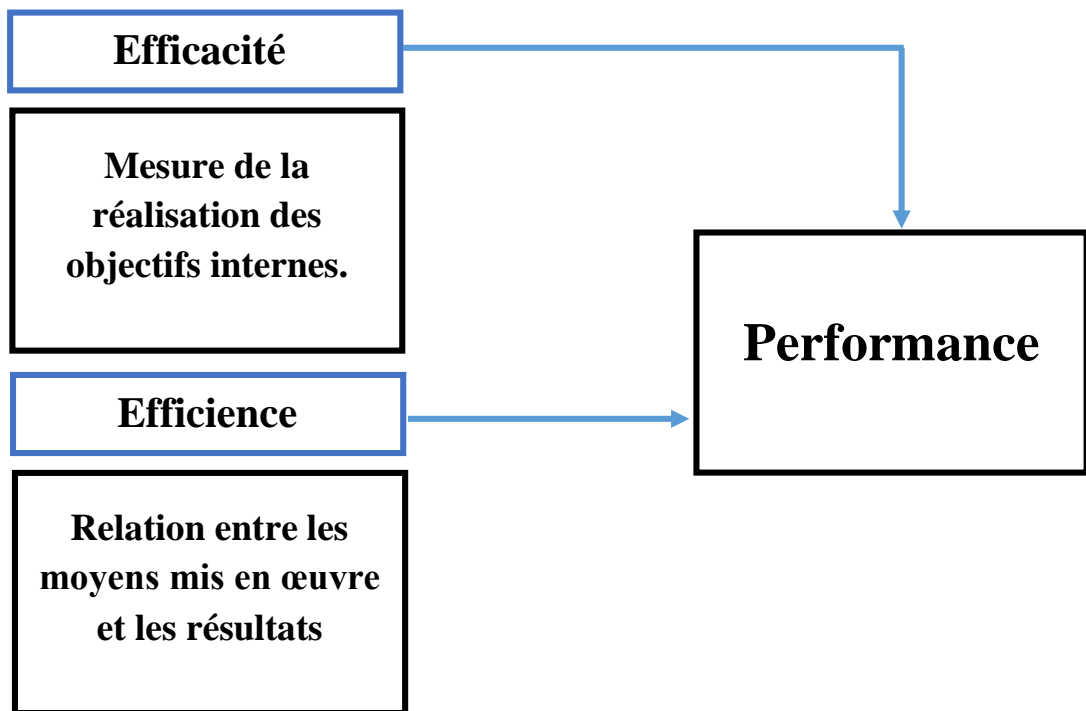 Efficacité
Mesure de la
réalisation des
objectifs internes.
Performance
Efficience
Relation entre les
moyens mis en œuvre
et les résultats